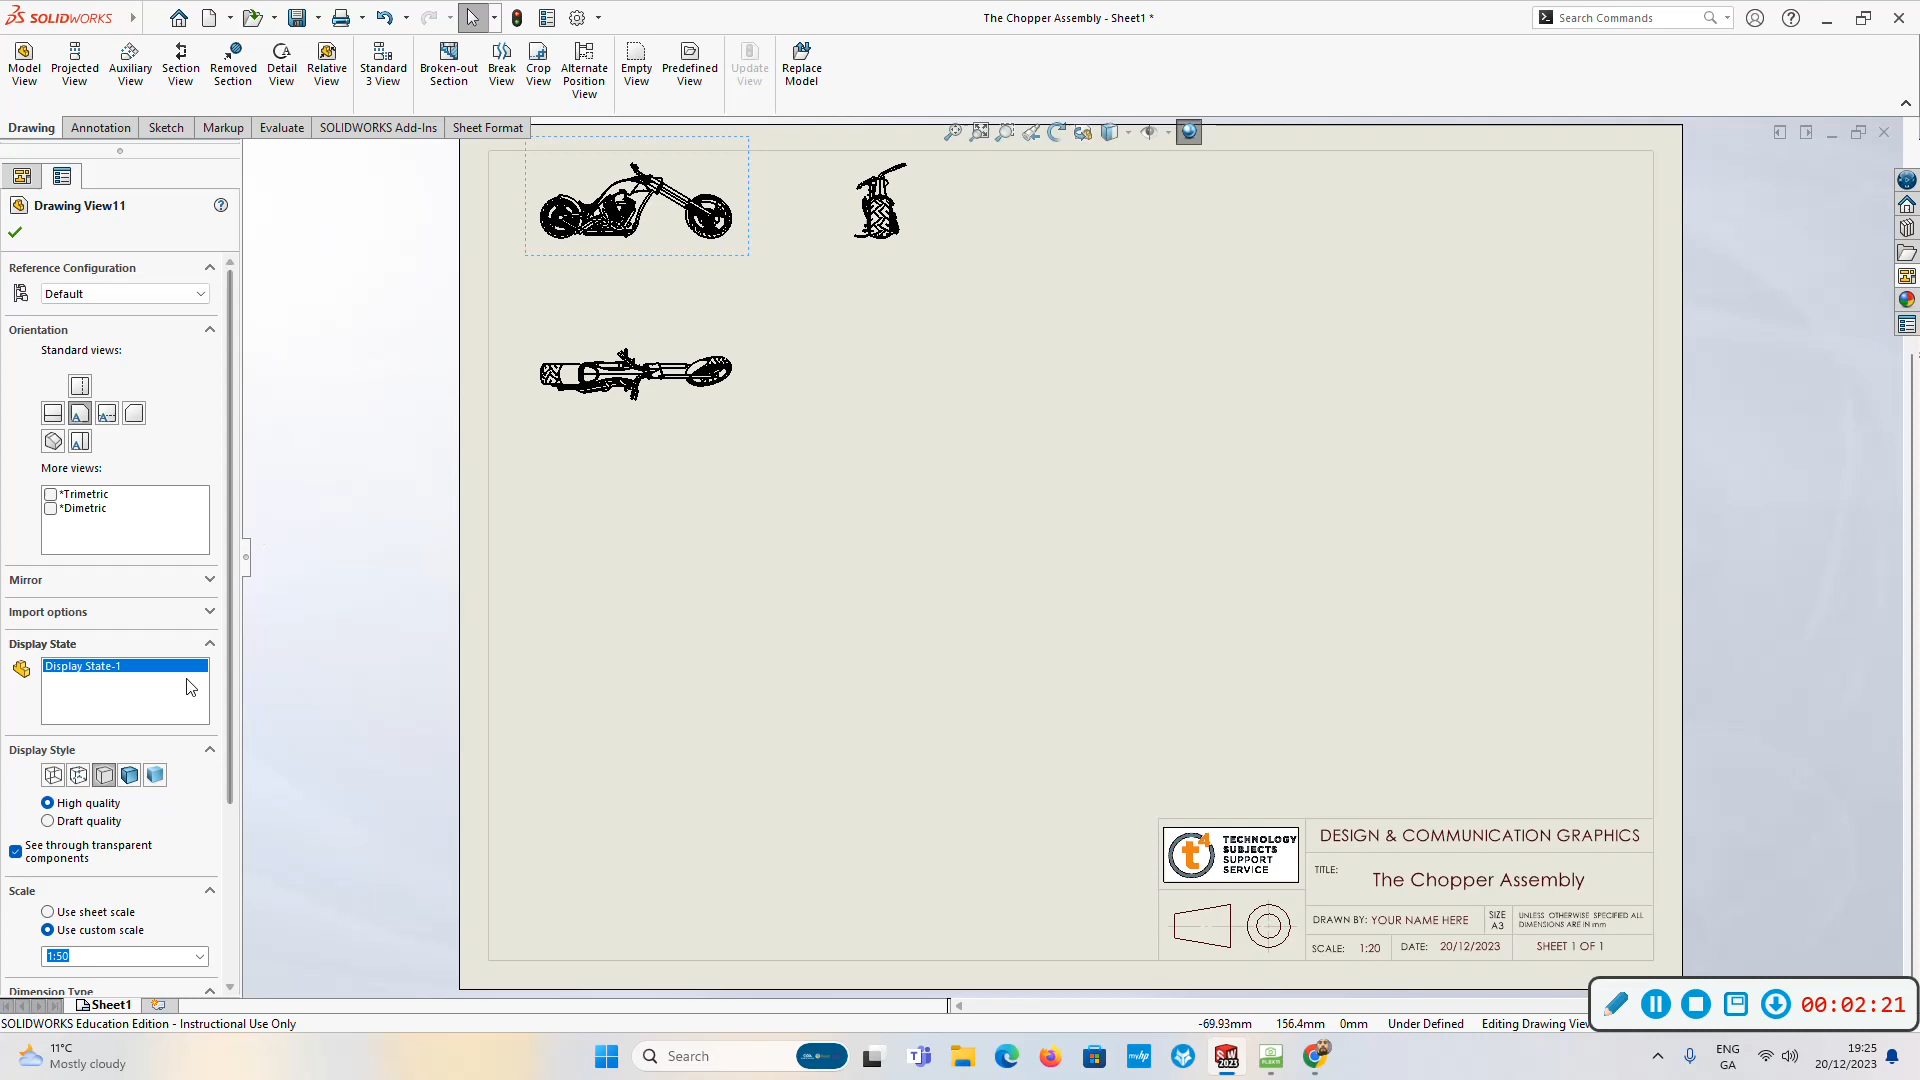 SOLIDWORKS
The Chopper Assembly - Sheet1 *
Search Commands
Model View
Projected View
Auxiliary View
Section View
Removed Section
Detail View
Relative View
Standard 3 View
Broken-out Section
Break View
Crop View
Alternate Position View
Empty View
Predefined View
Update View
Replace Model
Drawing
Annotation
Sketch
Markup
Evaluate
SOLIDWORKS Add-Ins
Sheet Format
Drawing View11
Reference Configuration
Default
Orientation
Standard views:
More views:
*Trimetric
*Dimetric
Mirror
Import options
Display State
Display State-1
Display Style
High quality
Draft quality
See through transparent
components
Scale
Use sheet scale
Use custom scale
1:50
Dimension Type
t4
TECHNOLOGY
SUBJECTS
SUPPORT
SERVICE
DESIGN & COMMUNICATION GRAPHICS
TITLE:
The Chopper Assembly
DRAWN BY: YOUR NAME HERE
SIZE
A3
UNLESS OTHERWISE SPECIFIED ALL
DIMENSIONS ARE IN mm
SCALE: 1:20
DATE: 20/12/2023
SHEET 1 OF 1
Sheet1
SOLIDWORKS Education Edition - Instructional Use Only
-69.93mm
156.4mm
0mm
Under Defined
Editing Drawing Vie
00:02:21
11°C
Mostly cloudy
Search
ENG
GA
19:25
20/12/2023